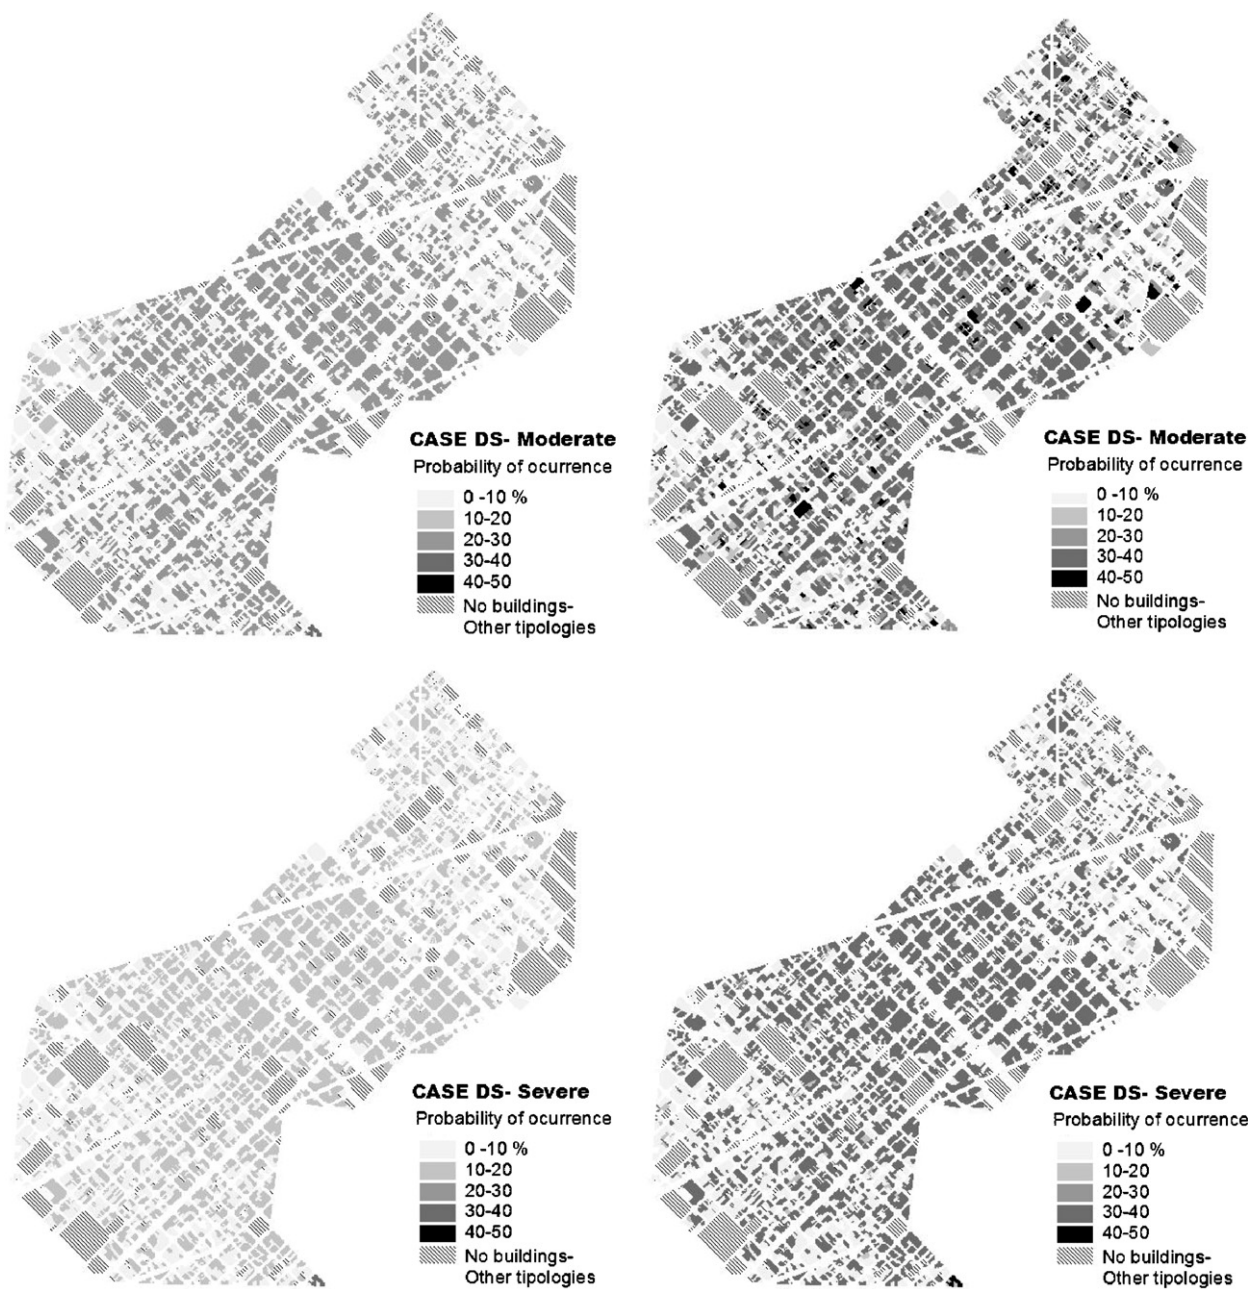 CASE DS- Moderate
Probability of ocurrence
0 -10 %
10-20
20-30
30-40
40-50
No buildings-
Other tipologies
CASE DS- Moderate
Probability of ocurrence
0 -10 %
10-20
20-30
30-40
40-50
No buildings-
Other tipologies
CASE DS- Severe
Probability of ocurrence
0 -10 %
10-20
20-30
30-40
40-50
No buildings-
Other tipologies
CASE DS- Severe
Probability of ocurrence
0 -10 %
10-20
20-30
30-40
40-50
No buildings-
Other tipologies